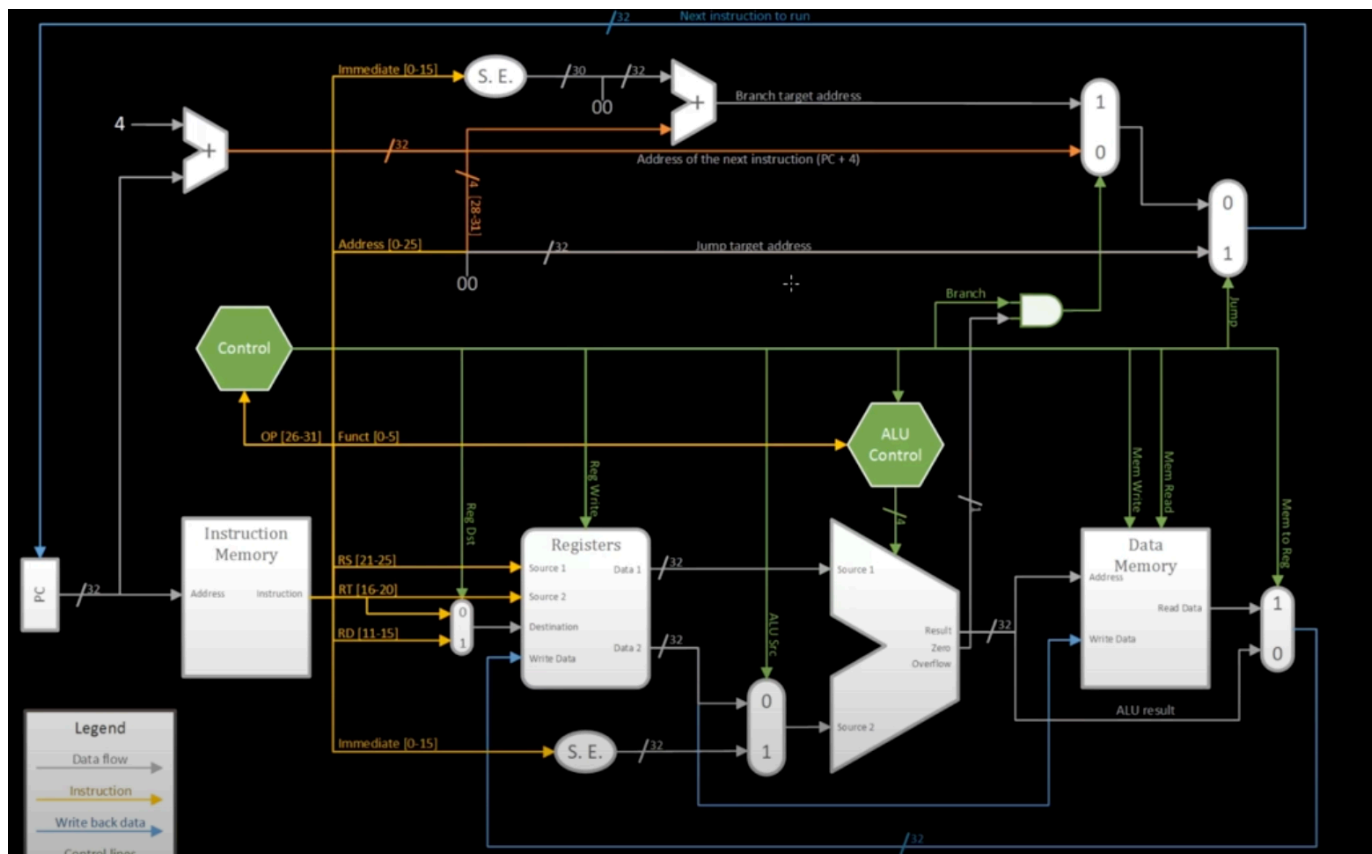 32
Next instruction to run
Immediate [0-15]
S. E.
30
32
00
+
Branch target address
1
0
4
+
32
Address of the next instruction (PC + 4)
4
[28-31]
0
1
Address [0-25]
32
Jump target address
00
Branch
Jump
Control
OP [26-31]
Funct [0-5]
ALU
Control
Reg Dst
Reg Write
ALU Src
4
1
Mem Write
Mem Read
Mem to Reg
PC
32
Instruction
Memory
Address
Instruction
RS [21-25]
RT [16-20]
RD [11-15]
0
1
Registers
Source 1
Source 2
Destination
Write Data
Data 1
Data 2
32
32
0
1
Source 1
Source 2
Result
Zero
Overflow
32
Data
Memory
Address
Read Data
Write Data
1
0
ALU result
Immediate [0-15]
S. E.
32
32
Legend
Data flow
Instruction
Write back data
Control lines